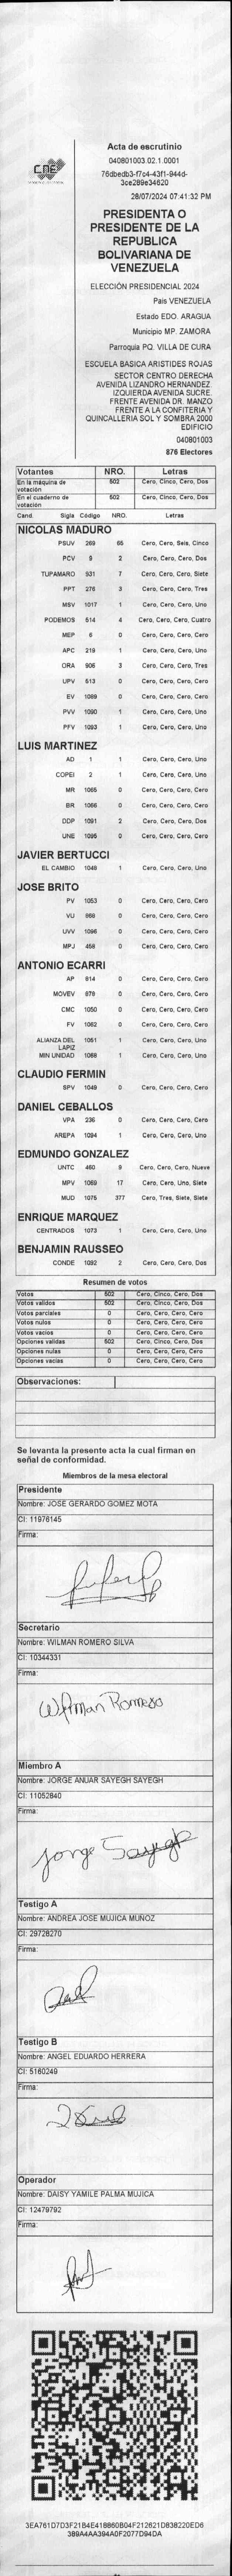 CNE
Acta de escrutinio
040801003.02.1.0001
76dbedb3-f7c4-43f1-944d-
3ce289e34620
28/07/2024 07:41:32 PM
PRESIDENTA O
PRESIDENTE DE LA
REPUBLICA
BOLIVARIANA DE
VENEZUELA
ELECCIÓN PRESIDENCIAL 2024
Pais VENEZUELA
Estado EDO. ARAGUA
Municipio MP. ZAMORA
Parroquia PQ. VILLA DE CURA
ESCUELA BASICA ARISTIDES ROJAS
SECTOR CENTRO DERECHA
AVENIDA LIZANDRO HERNANDEZ.
IZQUIERDA AVENIDA SUCRE.
FRENTE AVENIDA DR. MANZO
FRENTE A LA CONFITERIA Y
QUINCALLERIA SOL Y SOMBRA 2000
EDIFICIO
040801003
876 Electores
Votantes NRO. Letras
En la máquina de votación 502 Cero, Cinco, Cero, Dos
En el cuaderno de votación 502 Cero, Cinco, Cero, Dos
Cand. Sigla Código NRO. Letras
NICOLAS MADURO
PSUV 269 65 Cero, Cero, Seis, Cinco
PCV 9 2 Cero, Cero, Cero, Dos
TUPAMARO 931 7 Cero, Cero, Cero, Siete
PPT 276 3 Cero, Cero, Cero, Tres
MSV 1017 1 Cero, Cero, Cero, Uno
PODEMOS 514 4 Cero, Cero, Cero, Cuatro
MEP 6 0 Cero, Cero, Cero, Cero
APC 219 1 Cero, Cero, Cero, Uno
ORA 906 3 Cero, Cero, Cero, Tres
UPV 513 0 Cero, Cero, Cero, Cero
EV 1089 0 Cero, Cero, Cero, Cero
PVV 1090 1 Cero, Cero, Cero, Uno
PFV 1093 1 Cero, Cero, Cero, Uno
LUIS MARTINEZ
AD 1 1 Cero, Cero, Cero, Uno
COPEI 2 1 Cero, Cero, Cero, Uno
MR 1065 0 Cero, Cero, Cero, Cero
BR 1066 0 Cero, Cero, Cero, Cero
DDP 1091 2 Cero, Cero, Cero, Dos
UNE 1095 0 Cero, Cero, Cero, Cero
JAVIER BERTUCCI
EL CAMBIO 1048 1 Cero, Cero, Cero, Uno
JOSE BRITO
PV 1053 0 Cero, Cero, Cero, Cero
VU 868 0 Cero, Cero, Cero, Cero
UVV 1096 0 Cero, Cero, Cero, Cero
MPJ 458 0 Cero, Cero, Cero, Cero
ANTONIO ECARRI
AP 814 0 Cero, Cero, Cero, Cero
MOVEV 878 0 Cero, Cero, Cero, Cero
CMC 1050 0 Cero, Cero, Cero, Cero
FV 1062 0 Cero, Cero, Cero, Cero
ALIANZA DEL LAPIZ 1051 1 Cero, Cero, Cero, Uno
MIN UNIDAD 1068 1 Cero, Cero, Cero, Uno
CLAUDIO FERMIN
SPV 1049 0 Cero, Cero, Cero, Cero
DANIEL CEBALLOS
VPA 236 0 Cero, Cero, Cero, Cero
AREPA 1094 1 Cero, Cero, Cero, Uno
EDMUNDO GONZALEZ
UNTC 460 9 Cero, Cero, Cero, Nueve
MPV 1069 17 Cero, Cero, Uno, Siete
MUD 1075 377 Cero, Tres, Siete, Siete
ENRIQUE MARQUEZ
CENTRADOS 1073 1 Cero, Cero, Cero, Uno
BENJAMIN RAUSSEO
CONDE 1092 2 Cero, Cero, Cero, Dos
Resumen de votos
Votos 502 Cero, Cinco, Cero, Dos
Votos validos 502 Cero, Cinco, Cero, Dos
Votos parciales 0 Cero, Cero, Cero, Cero
Votos nulos 0 Cero, Cero, Cero, Cero
Votos vacios 0 Cero, Cero, Cero, Cero
Opciones validas 502 Cero, Cinco, Cero, Dos
Opciones nulas 0 Cero, Cero, Cero, Cero
Opciones vacias 0 Cero, Cero, Cero, Cero
Observaciones:
Se levanta la presente acta la cual firman en
señal de conformidad.
Miembros de la mesa electoral
Presidente
Nombre: JOSE GERARDO GOMEZ MOTA
CI: 11976145
Firma:
Secretario
Nombre: WILMAN ROMERO SILVA
CI: 10344331
Firma:
Wilman Romero
Miembro A
Nombre: JORGE ANUAR SAYEGH SAYEGH
CI: 11052840
Firma:
Jorge Sayegh
Testigo A
Nombre: ANDREA JOSE MUJICA MUÑOZ
CI: 29728270
Firma:
Testigo B
Nombre: ANGEL EDUARDO HERRERA
CI: 5160249
Firma:
Operador
Nombre: DAISY YAMILE PALMA MUJICA
CI: 12479792
Firma:
3EA761D7D3F21B4E418860B04F212621D838220ED6
389A4AA394A0F2077D94DA